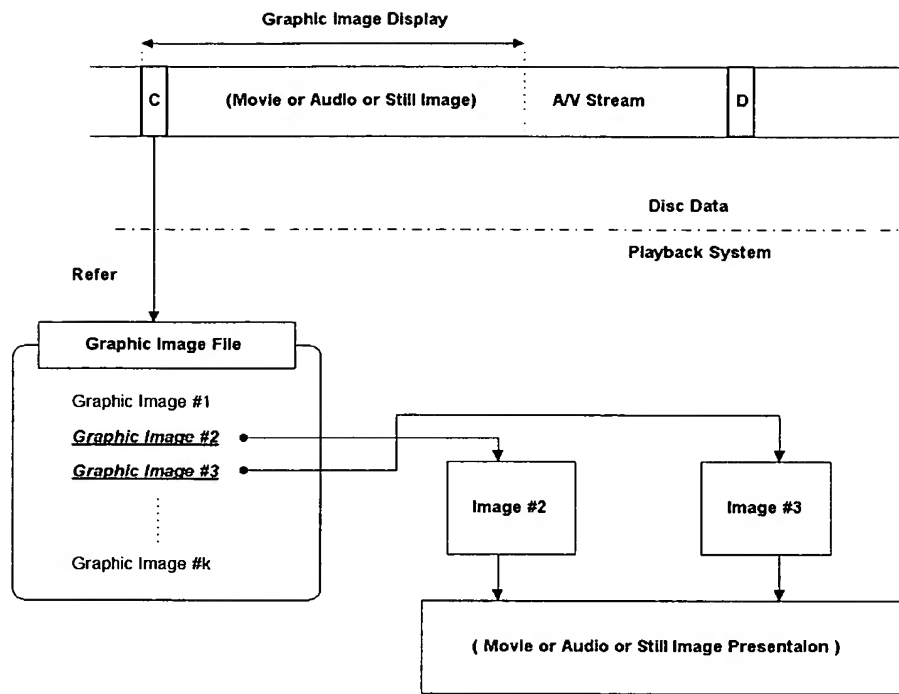 Graphic Image Display
C
(Movie or Audio or Still Image)
A/V Stream
D
Disc Data
Playback System
Refer
Graphic Image File
Graphic Image #1
Graphic Image #2
Graphic Image #3
Graphic Image #k
Image #2
Image #3
( Movie or Audio or Still Image Presentaion )